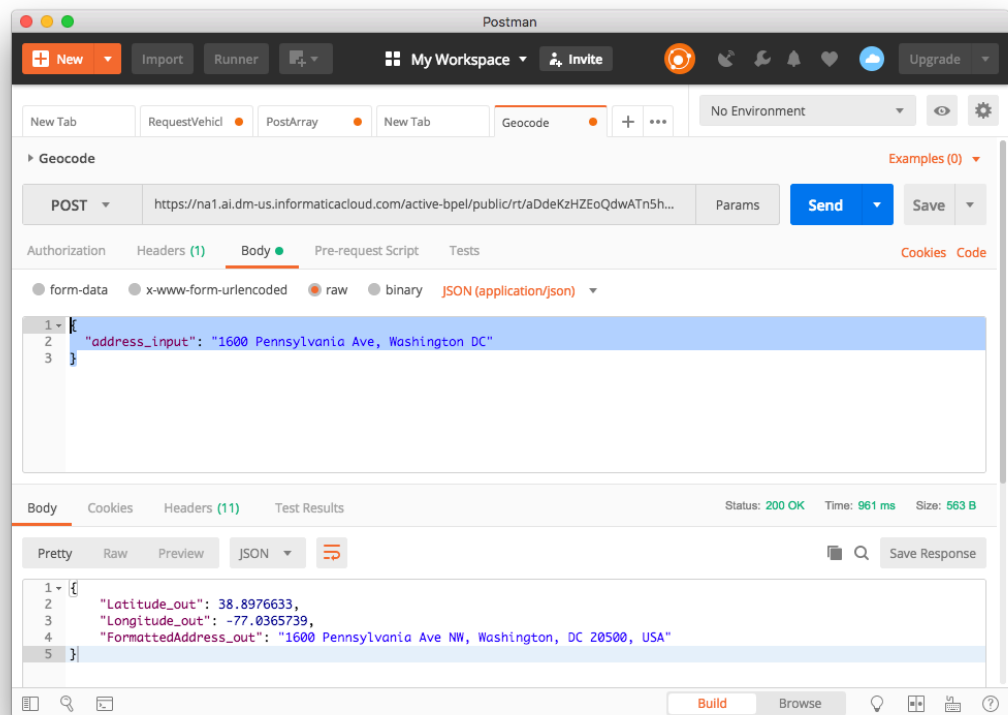 Postman
New Import Runner My Workspace Invite Upgrade
New Tab RequestVehicl PostArray New Tab Geocode No Environment
Geocode Examples (0)
POST https://na1.ai.dm-us.informaticacloud.com/active-bpel/public/rt/aDdeKzHZEoQdwATn5h... Params Send Save
Authorization Headers (1) Body Pre-request Script Tests Cookies Code
form-data x-www-form-urlencoded raw binary JSON (application/json)
1 {
2 "address_input": "1600 Pennsylvania Ave, Washington DC"
3 }
Body Cookies Headers (11) Test Results Status: 200 OK Time: 961 ms Size: 563 B
Pretty Raw Preview JSON Save Response
1 {
2 "Latitude_out": 38.8976633,
3 "Longitude_out": -77.0365739,
4 "FormattedAddress_out": "1600 Pennsylvania Ave NW, Washington, DC 20500, USA"
5 }
Build Browse